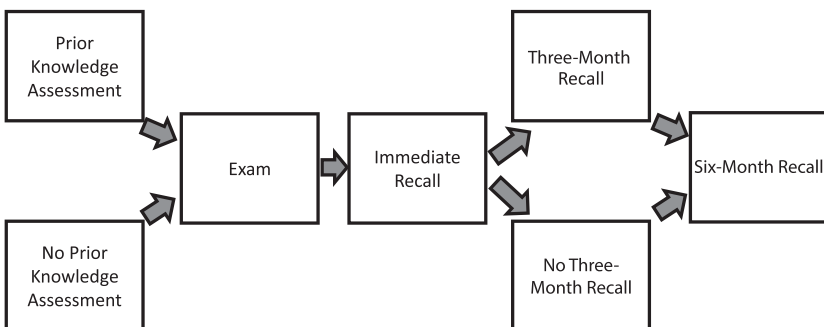 Prior
Knowledge
Assessment
No Prior
Knowledge
Assessment
Exam
Immediate
Recall
Three-Month
Recall
No Three-
Month Recall
Six-Month Recall